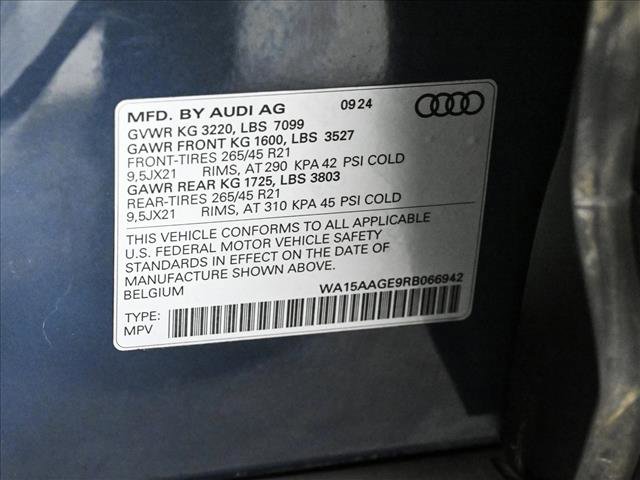 MFD. BY AUDI AG 0924
GVWR KG 3220, LBS 7099
GAWR FRONT KG 1600, LBS 3527
FRONT-TIRES 265/45 R21
9,5JX21 RIMS, AT 290 KPA 42 PSI COLD
GAWR REAR KG 1725, LBS 3803
REAR-TIRES 265/45 R21
9,5JX21 RIMS, AT 310 KPA 45 PSI COLD
THIS VEHICLE CONFORMS TO ALL APPLICABLE
U.S. FEDERAL MOTOR VEHICLE SAFETY
STANDARDS IN EFFECT ON THE DATE OF
MANUFACTURE SHOWN ABOVE.
BELGIUM WA15AAGE9RB066942
TYPE:
MPV